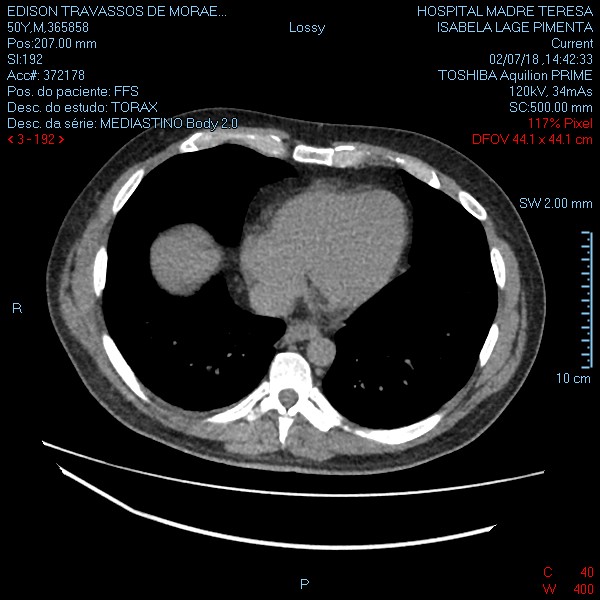 EDISON TRAVASSOS DE MORAE...
50Y,M,365858
Pos:207.00 mm
SI:192
Acc#: 372178
Pos. do paciente: FFS
Desc. do estudo: TORAX
Desc. da série: MEDIASTINO Body 2.0
< 3 - 192 >
Lossy
HOSPITAL MADRE TERESA
ISABELA LAGE PIMENTA
Current
02/07/18 ,14:42:33
TOSHIBA Aquilion PRIME
120kV, 34mAs
SC:500.00 mm
117% Pixel
DFOV 44.1 x 44.1 cm
SW 2.00 mm
R
10 cm
P
C 40
W 400